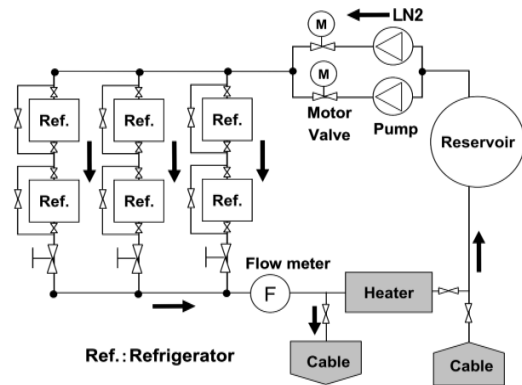 M
LN2
M
Ref.
Ref.
Ref.
Motor
Valve
Pump
Reservoir
Ref.
Ref.
Ref.
Flow meter
F
Heater
Cable
Cable
Ref.:Refrigerator